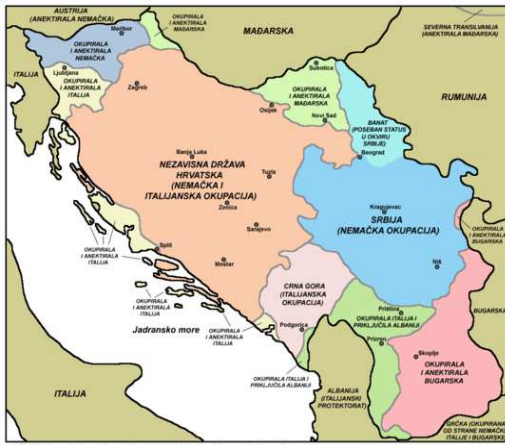 AUSTRIJA
(ANEKTIRALA NEMAČKA)
OKUPIRALA
I ANEKTIRALA
MAĐARSKA
MAĐARSKA
SEVERNA TRANSILVANIJA
(ANEKTIRALA MAĐARSKA)
Maribor
OKUPIRALA
I ANEKTIRALA
NEMAČKA
ITALIJA
Ljubljana
OKUPIRALA
I ANEKTIRALA
ITALIJA
Zagreb
Subotica
OKUPIRALA
I ANEKTIRALA
MAĐARSKA
Osijek
Novi Sad
BANAT
(POSEBAN STATUS
U OKVIRU
SRBIJE)
RUMUNIJA
Beograd
Banja Luka
NEZAVISNA DRŽAVA
HRVATSKA
(NEMAČKA I
ITALIJANSKA OKUPACIJA)
Tuzla
Zenica
Sarajevo
Kragujevac
SRBIJA
(NEMAČKA OKUPACIJA)
OKUPIRALA
I ANEKTIRALA
BUGARSKA
Split
OKUPIRALA
I ANEKTIRALA
ITALIJA
Mostar
Niš
OKUPIRALA
I ANEKTIRALA
ITALIJA
CRNA GORA
(ITALIJANSKA
OKUPACIJA)
Priština
OKUPIRALA ITALIJA I
PRIKLJUČILA ALBANIJI
BUGARSKA
Jadransko more
OKUPIRALA
I ANEKTIRALA
ITALIJA
Podgorica
Prizren
Skoplje
OKUPIRALA
I ANEKTIRALA
BUGARSKA
OKUPIRALA ITALIJA I
PRIKLJUČILA ALBANIJI
ITALIJA
ALBANIJA
(ITALIJANSKI
PROTEKTORAT)
GRČKA (OKUPIRANA
OD STRANE NEMAČKE,
ITALIJE I BUGARSKE)